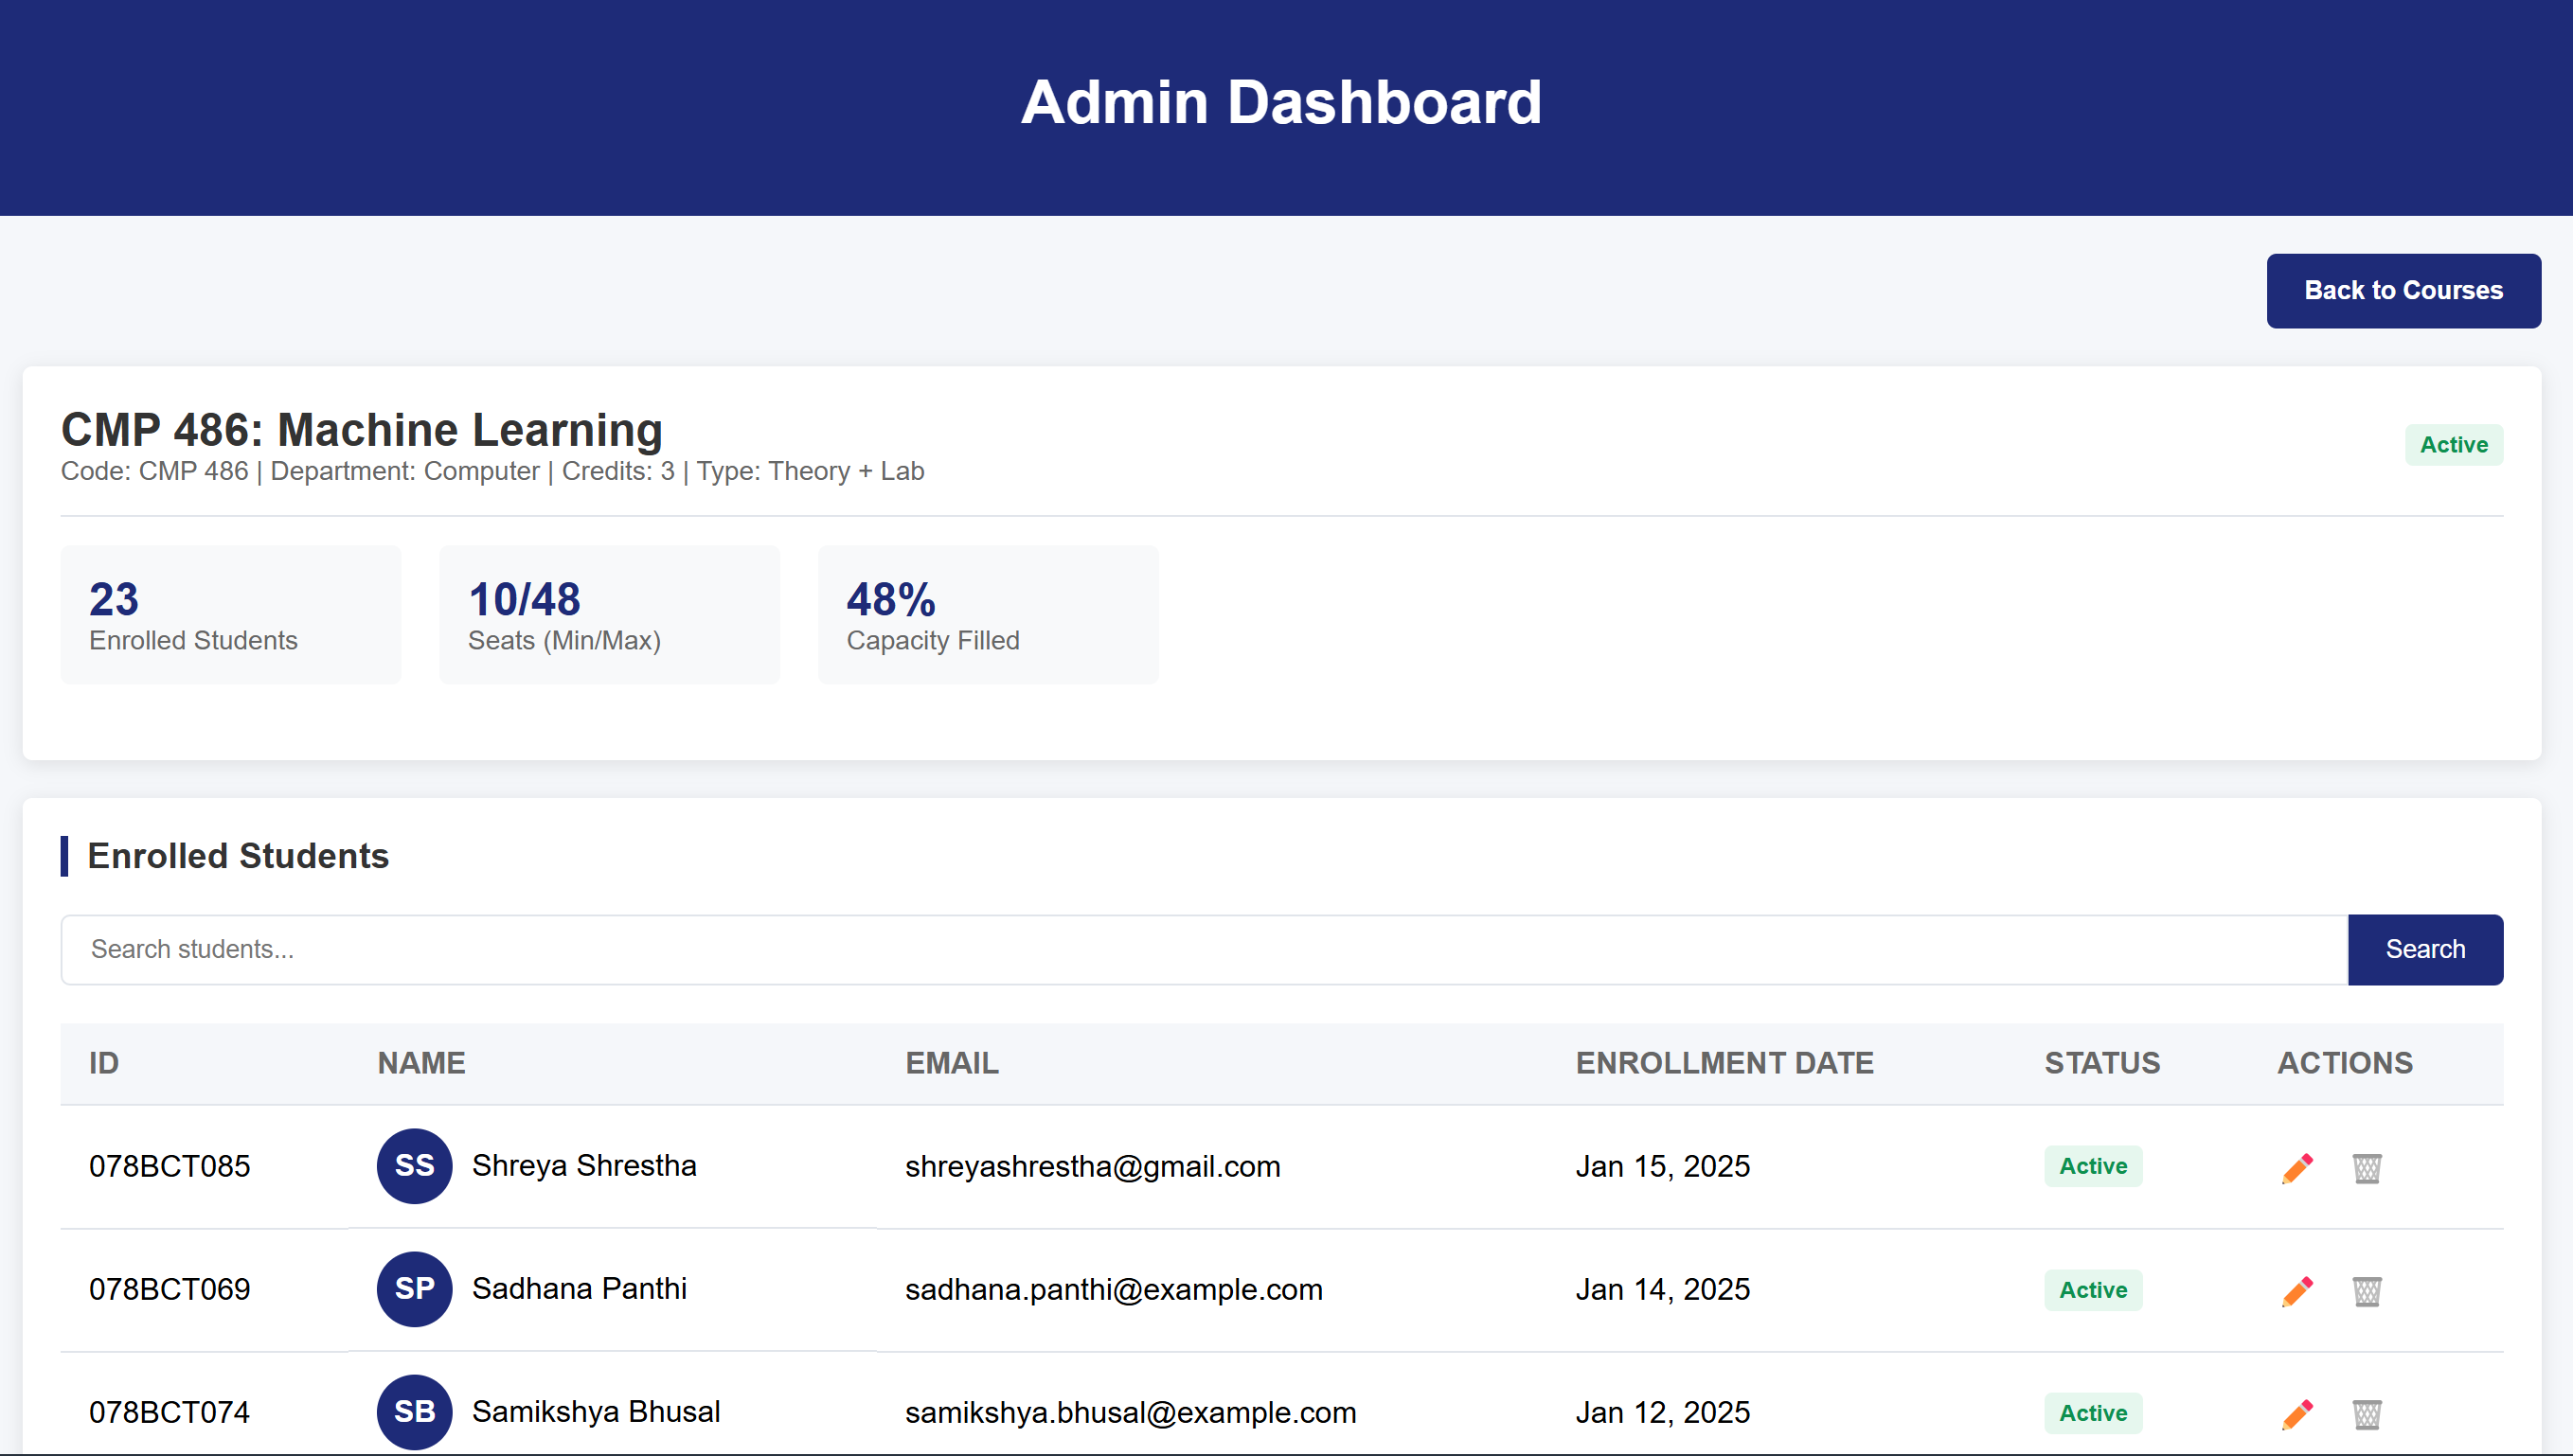 Admin Dashboard
Back to Courses
CMP 486: Machine Learning
Code: CMP 486 | Department: Computer | Credits: 3 | Type: Theory + Lab
Active
23
Enrolled Students
10/48
Seats (Min/Max)
48%
Capacity Filled
Enrolled Students
Search students...
Search
ID NAME EMAIL ENROLLMENT DATE STATUS ACTIONS
078BCT085 SS Shreya Shrestha shreyashrestha@gmail.com Jan 15, 2025 Active
078BCT069 SP Sadhana Panthi sadhana.panthi@example.com Jan 14, 2025 Active
078BCT074 SB Samikshya Bhusal samikshya.bhusal@example.com Jan 12, 2025 Active